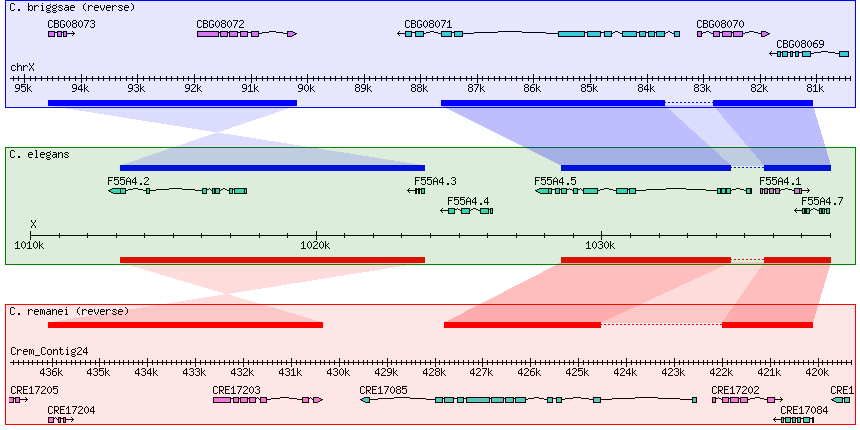 C. briggsae (reverse)
CBG08073 CBG08072 CBG08071 CBG08070
CBG08069
chrX
95k 94k 93k 92k 91k 90k 89k 88k 87k 86k 85k 84k 83k 82k 81k
C. elegans
F55A4.2 F55A4.3 F55A4.5 F55A4.1
F55A4.4 F55A4.7
X
1010k 1020k 1030k
C. remanei (reverse)
Crem_Contig24
436k 435k 434k 433k 432k 431k 430k 429k 428k 427k 426k 425k 424k 423k 422k 421k 420k
CRE17205 CRE17203 CRE17085 CRE17202 CRE1
CRE17204 CRE17084